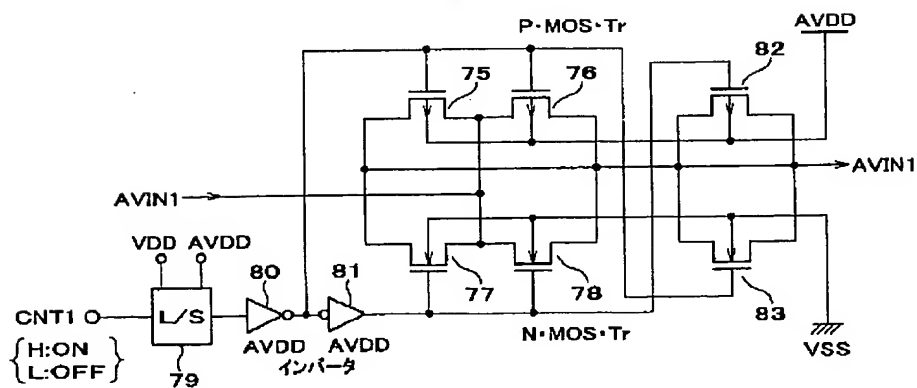 P・MOS・Tr
AVDD
82
75
76
AVIN1
AVIN1
VDD AVDD
80
81
77
78
83
CNT1
L/S
{H:ON
L:OFF}
79
AVDD AVDD
インバータ
N・MOS・Tr
VSS